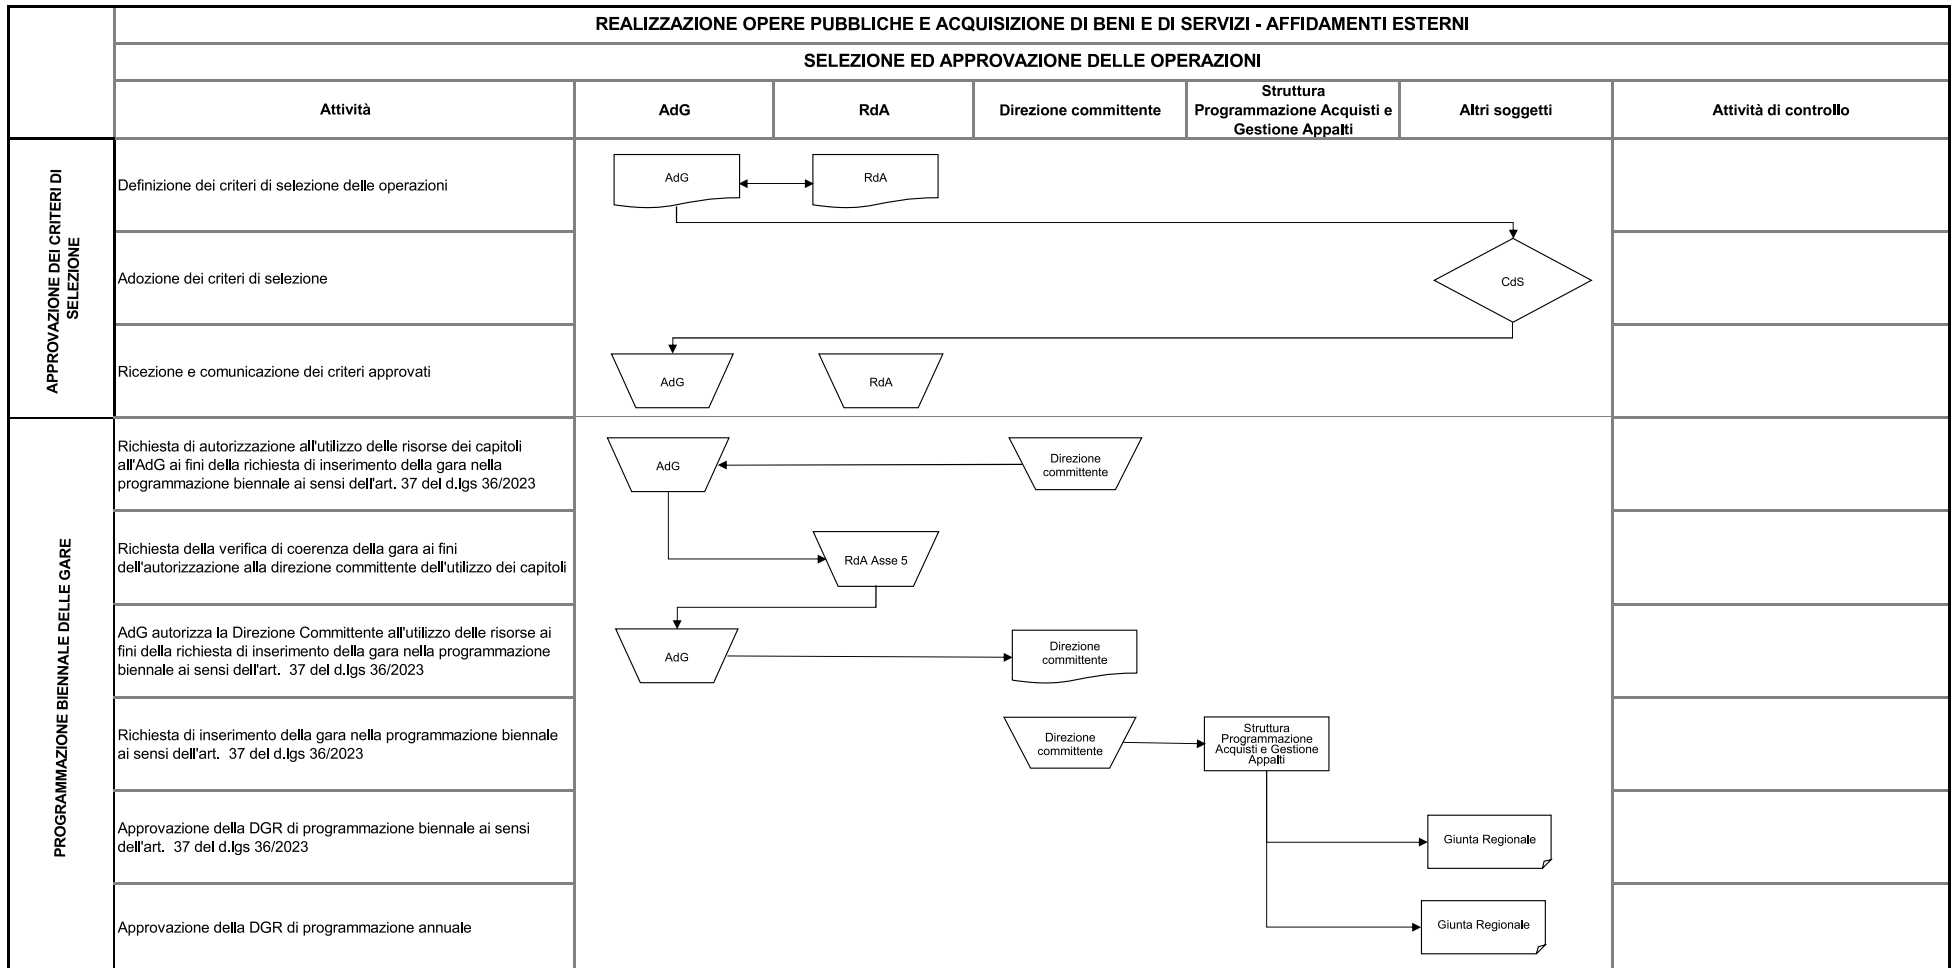 REALIZZAZIONE OPERE PUBBLICHE E ACQUISIZIONE DI BENI E DI SERVIZI - AFFIDAMENTI ESTERNI
SELEZIONE ED APPROVAZIONE DELLE OPERAZIONI
Attività
AdG
RdA
Direzione committente
Struttura
Programmazione Acquisti e
Gestione Appalti
Altri soggetti
Attività di controllo
APPROVAZIONE DEI CRITERI DI
SELEZIONE
Definizione dei criteri di selezione delle operazioni
AdG
RdA
Adozione dei criteri di selezione
CdS
Ricezione e comunicazione dei criteri approvati
AdG
RdA
PROGRAMMAZIONE BIENNALE DELLE GARE
Richiesta di autorizzazione all'utilizzo delle risorse dei capitoli
all'AdG ai fini della richiesta di inserimento della gara nella
programmazione biennale ai sensi dell'art. 37 del d.lgs 36/2023
AdG
Direzione
committente
Richiesta della verifica di coerenza della gara ai fini
dell'autorizzazione alla direzione committente dell'utilizzo dei capitoli
RdA Asse 5
AdG autorizza la Direzione Committente all'utilizzo delle risorse ai
fini della richiesta di inserimento della gara nella programmazione
biennale ai sensi dell'art. 37 del d.lgs 36/2023
AdG
Direzione
committente
Richiesta di inserimento della gara nella programmazione biennale
ai sensi dell'art. 37 del d.lgs 36/2023
Direzione
committente
Struttura
Programmazione
Acquisti e Gestione
Appalti
Approvazione della DGR di programmazione biennale ai sensi
dell'art. 37 del d.lgs 36/2023
Giunta Regionale
Approvazione della DGR di programmazione annuale
Giunta Regionale